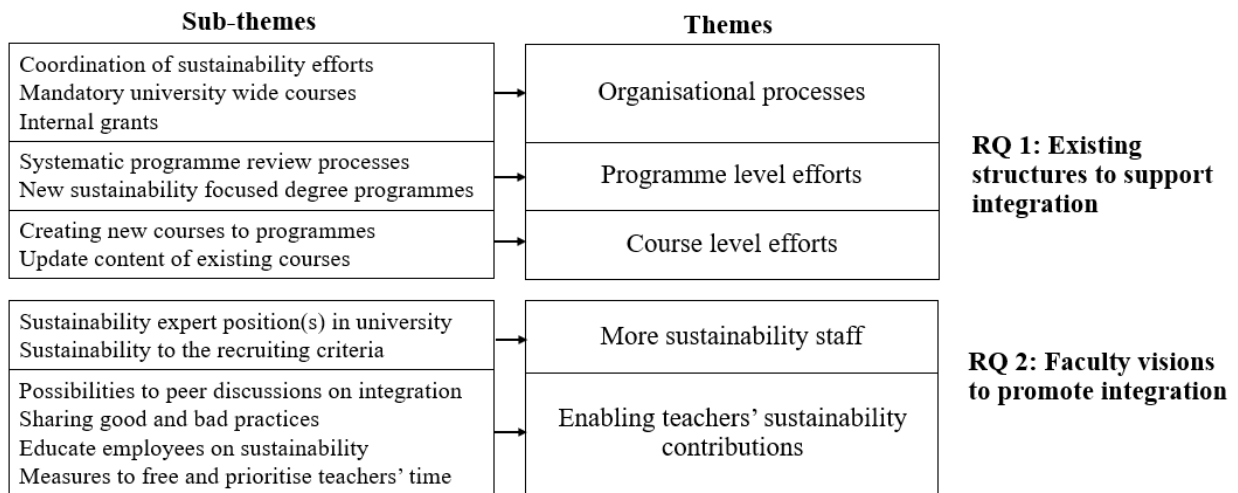 Sub-themes
Themes
Coordination of sustainability efforts
Mandatory university wide courses
Internal grants
Organisational processes
Systematic programme review processes
New sustainability focused degree programmes
Programme level efforts
Creating new courses to programmes
Update content of existing courses
Course level efforts
RQ 1: Existing
structures to support
integration
Sustainability expert position(s) in university
Sustainability to the recruiting criteria
More sustainability staff
Possibilities to peer discussions on integration
Sharing good and bad practices
Educate employees on sustainability
Measures to free and prioritise teachers’ time
Enabling teachers’ sustainability
contributions
RQ 2: Faculty visions
to promote integration